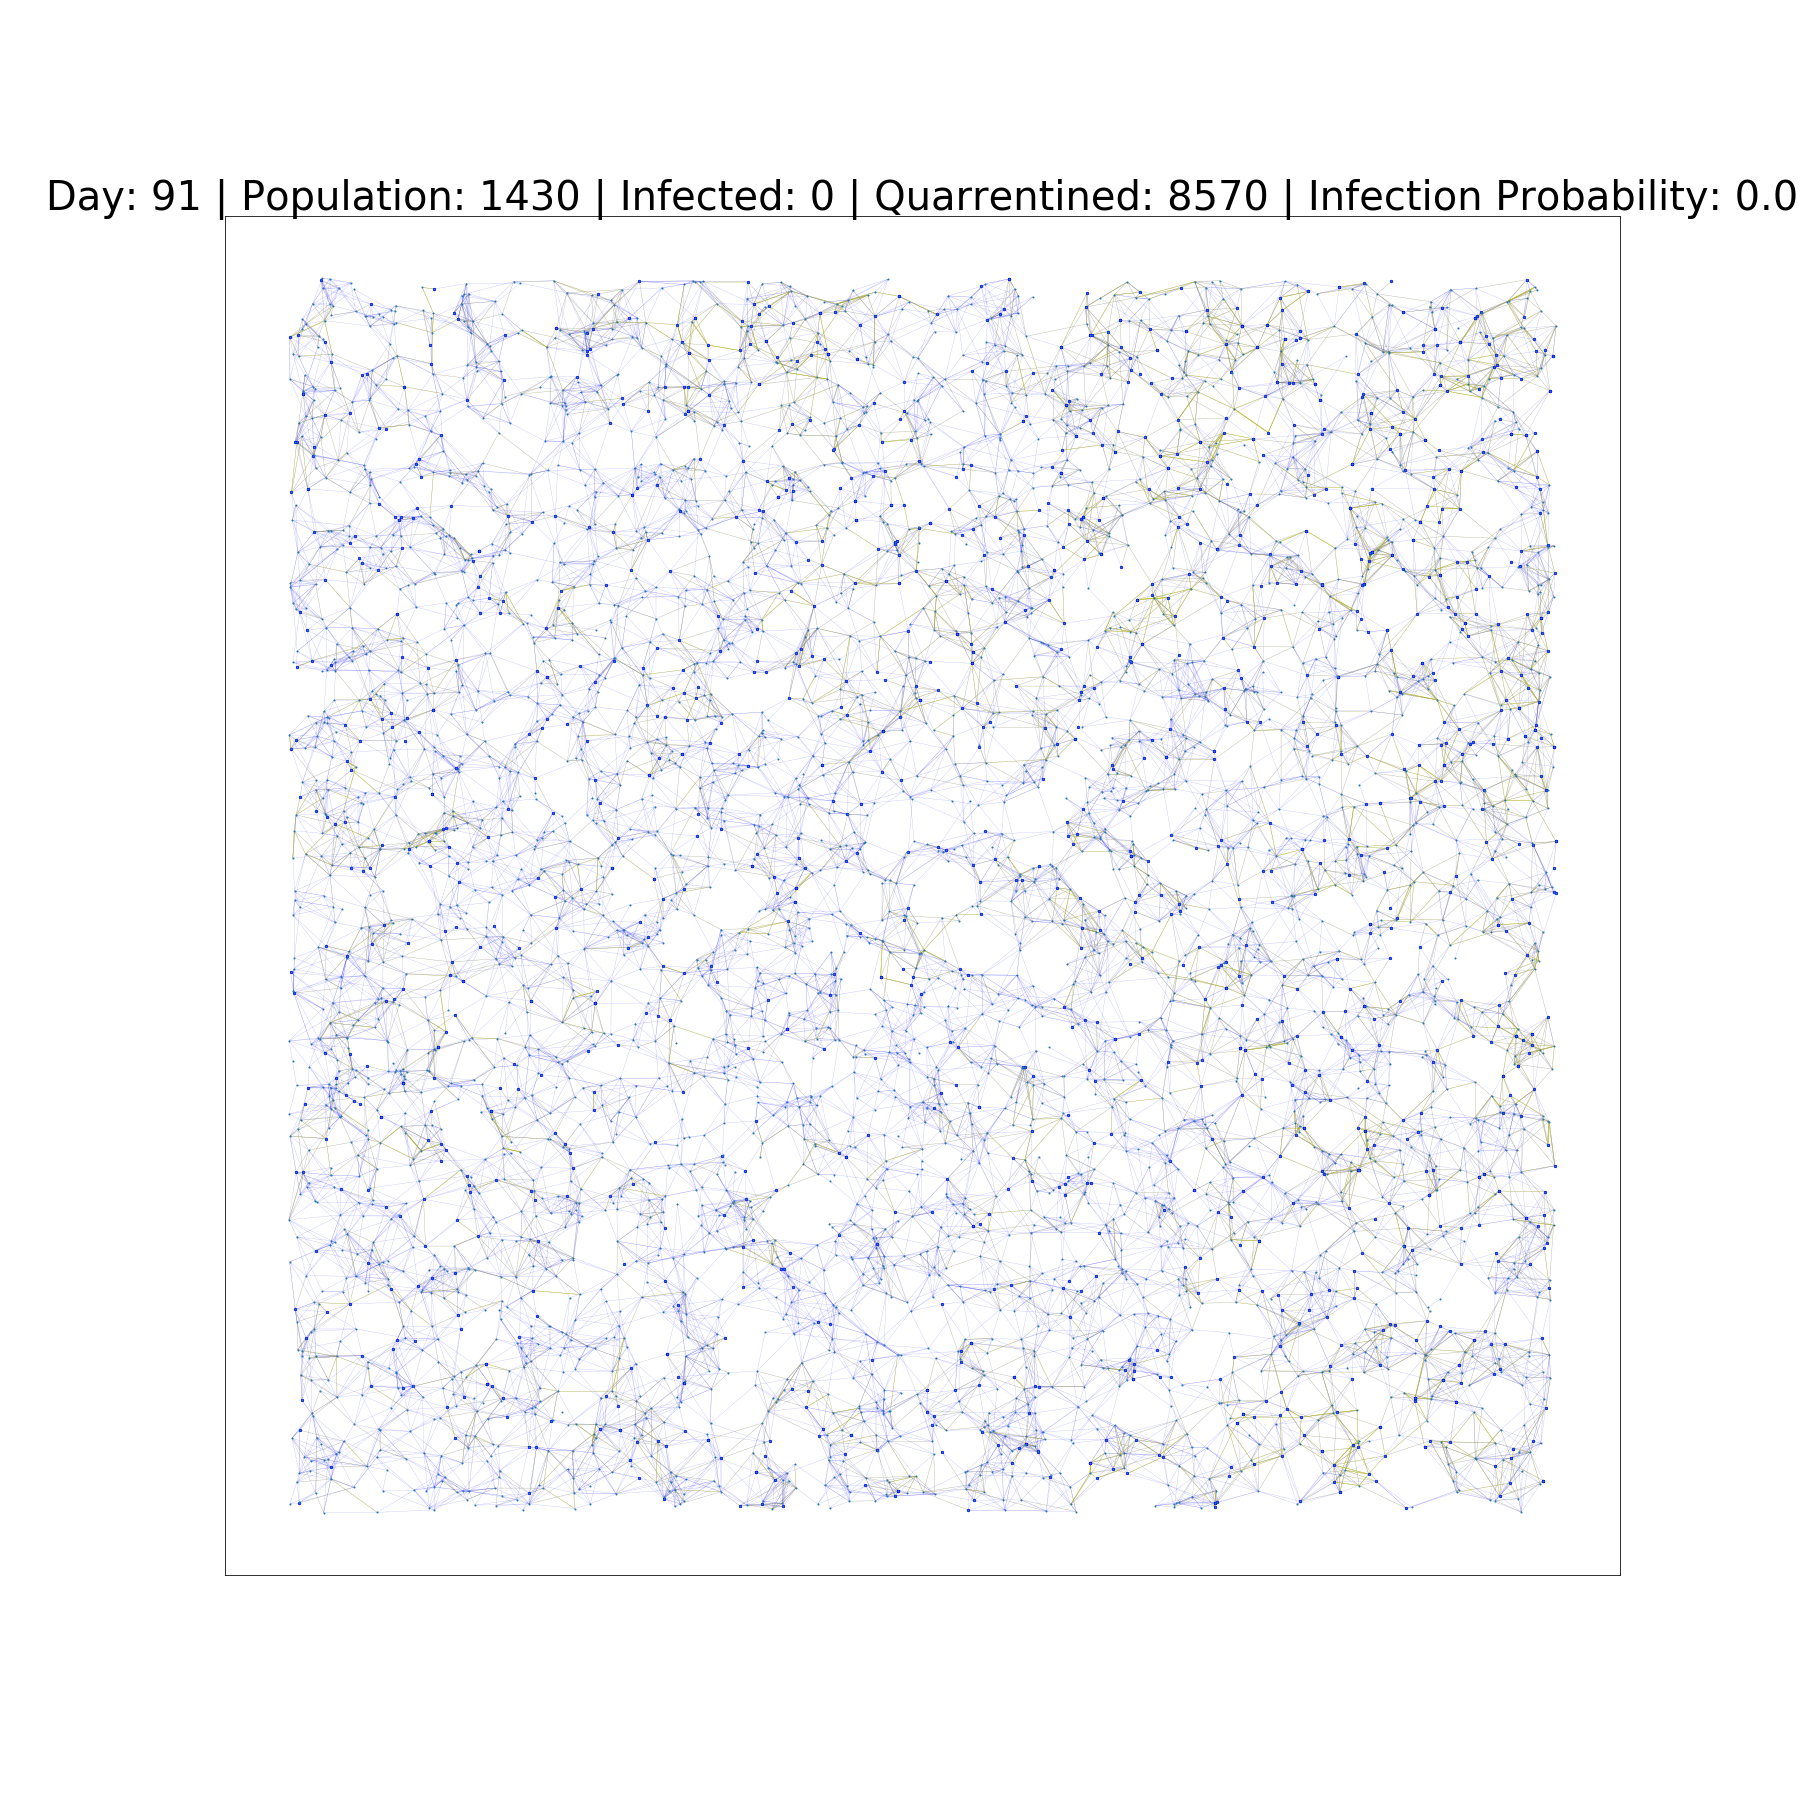 Day: 91 | Population: 1430 | Infected: 0 | Quarrentined: 8570 | Infection Probability: 0.0